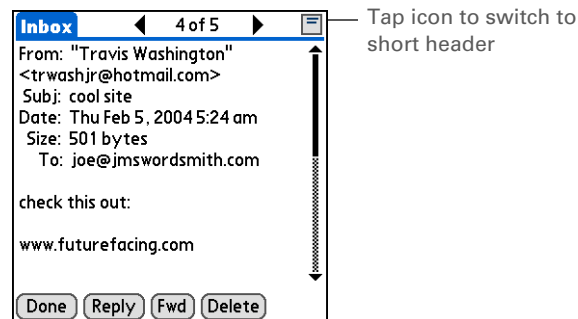 Inbox 4 of 5
From: "Travis Washington"
<trwashjr@hotmail.com>
Subj: cool site
Date: Thu Feb 5, 2004 5:24 am
Size: 501 bytes
To: joe@jmswordsmith.com
check this out:
www.futurefacing.com
Done Reply Fwd Delete
Tap icon to switch to
short header